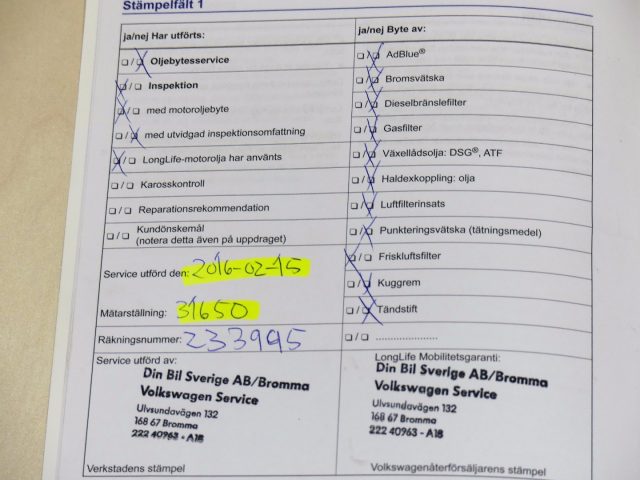 Stämpelfält 1
ja/nej Har utförts:
☐/☒ Oljebytesservice
☒/☐ Inspektion
☒/☐ med motoroljebyte
☐/☒ med utvidgad inspektionsomfattning
☒/☐ LongLife-motorolja har använts
☐/☐ Karosskontroll
☐/☐ Reparationsrekommendation
☐/☐ Kundönskemål
(notera detta även på uppdraget)
Service utförd den: 2016-02-15
Mätarställning: 31650
Räkningsnummer: 233995
Service utförd av:
Din Bil Sverige AB/Bromma
Volkswagen Service
Ulvsundavägen 132
168 67 Bromma
222 40963 - A18
Verkstadens stämpel
ja/nej Byte av:
☐/☒ AdBlue®
☐/☒ Bromsvätska
☐/☒ Dieselbränslefilter
☐/☒ Gasfilter
☐/☒ Växellådsolja: DSG®, ATF
☐/☒ Haldexkoppling: olja
☐/☒ Luftfilterinsats
☐/☒ Punkteringsvätska (tätningsmedel)
☒/☐ Friskluftsfilter
☐/☒ Kuggrem
☐/☒ Tändstift
☐/☐ ......................
LongLife Mobilitetsgaranti:
Din Bil Sverige AB/Bromma
Volkswagen Service
Ulvsundavägen 132
168 67 Bromma
222 40963 - A18
Volkswagenåterförsäljarens stämpel